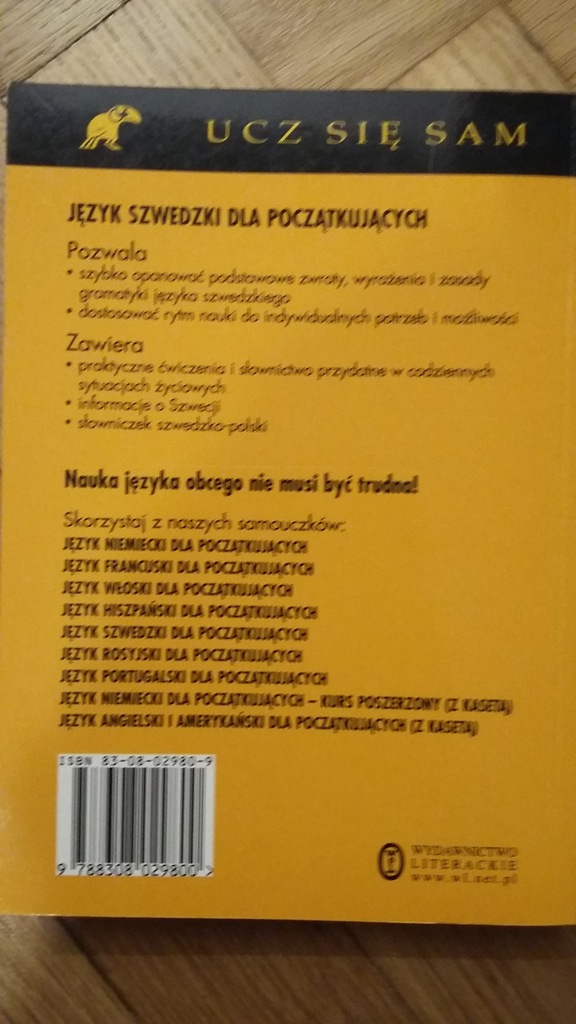 UCZ SIĘ SAM
JĘZYK SZWEDZKI DLA POCZĄTKUJĄCYCH
Pozwala
• szybko opanować podstawowe zwroty, wyrażenia i zasady
gramatyki języka szwedzkiego
• dostosować rytm nauki do indywidualnych potrzeb i możliwości
Zawiera
• praktyczne ćwiczenia i słownictwo przydatne w codziennych
sytuacjach życiowych
• informacje o Szwecji
• słowniczek szwedzko-polski
Nauka języka obcego nie musi być trudna!
Skorzystaj z naszych samouczków:
JĘZYK NIEMIECKI DLA POCZĄTKUJĄCYCH
JĘZYK FRANCUSKI DLA POCZĄTKUJĄCYCH
JĘZYK WŁOSKI DLA POCZĄTKUJĄCYCH
JĘZYK HISZPAŃSKI DLA POCZĄTKUJĄCYCH
JĘZYK SZWEDZKI DLA POCZĄTKUJĄCYCH
JĘZYK ROSYJSKI DLA POCZĄTKUJĄCYCH
JĘZYK PORTUGALSKI DLA POCZĄTKUJĄCYCH
JĘZYK NIEMIECKI DLA POCZĄTKUJĄCYCH – KURS POSZERZONY (Z KASETĄ)
JĘZYK ANGIELSKI I AMERYKAŃSKI DLA POCZĄTKUJĄCYCH (Z KASETĄ)
ISBN 83-08-02980-9
9 788308 029800 >
WYDAWNICTWO
LITERACKIE
www.wl.net.pl